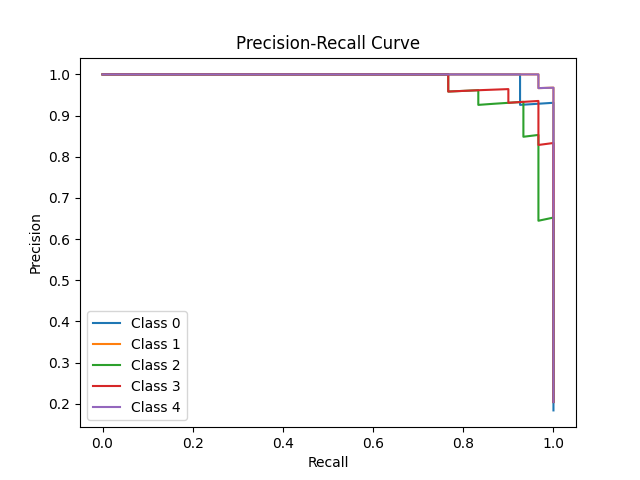 Precision-Recall Curve
Precision
1.0
0.9
0.8
0.7
0.6
0.5
0.4
0.3
0.2
Class 0
Class 1
Class 2
Class 3
Class 4
0.0 0.2 0.4 0.6 0.8 1.0
Recall